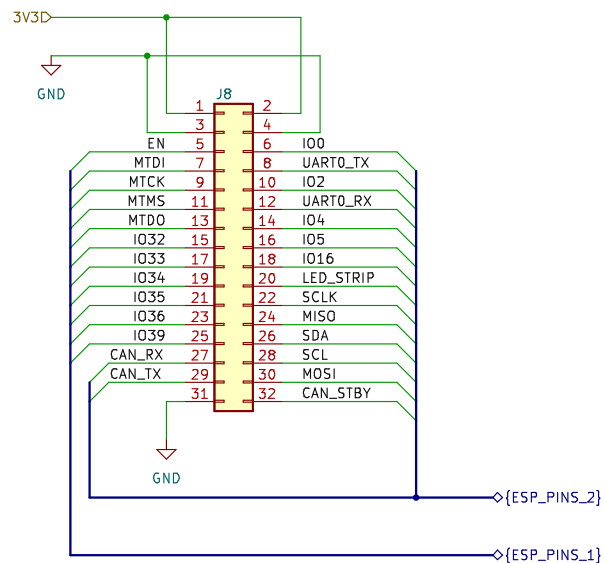 3V3
GND
J8
1 2
3 4
EN 5 6 IO0
MTDI 7 8 UART0_TX
MTCK 9 10 IO2
MTMS 11 12 UART0_RX
MTDO 13 14 IO4
IO32 15 16 IO5
IO33 17 18 IO16
IO34 19 20 LED_STRIP
IO35 21 22 SCLK
IO36 23 24 MISO
IO39 25 26 SDA
CAN_RX 27 28 SCL
CAN_TX 29 30 MOSI
31 32 CAN_STBY
GND
{ESP_PINS_2}
{ESP_PINS_1}